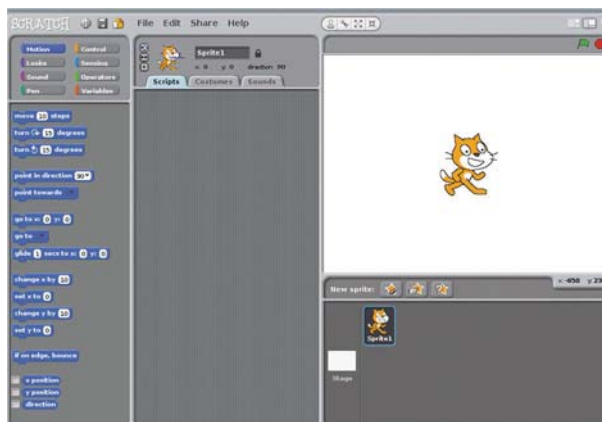 SCRATCH File Edit Share Help
Motion Control
Looks Sensing
Sound Operators
Pen Variables
move 10 steps
turn 15 degrees
turn 15 degrees
point in direction 90
point towards
go to x: 0 y: 0
go to
glide 1 secs to x: 0 y: 0
change x by 10
set x to 0
change y by 10
set y to 0
if on edge, bounce
x position
y position
direction
Sprite1
x: 0 y: 0 direction: 90
Scripts Costumes Sounds
New sprite:
x: -650
Sprite1
Stage